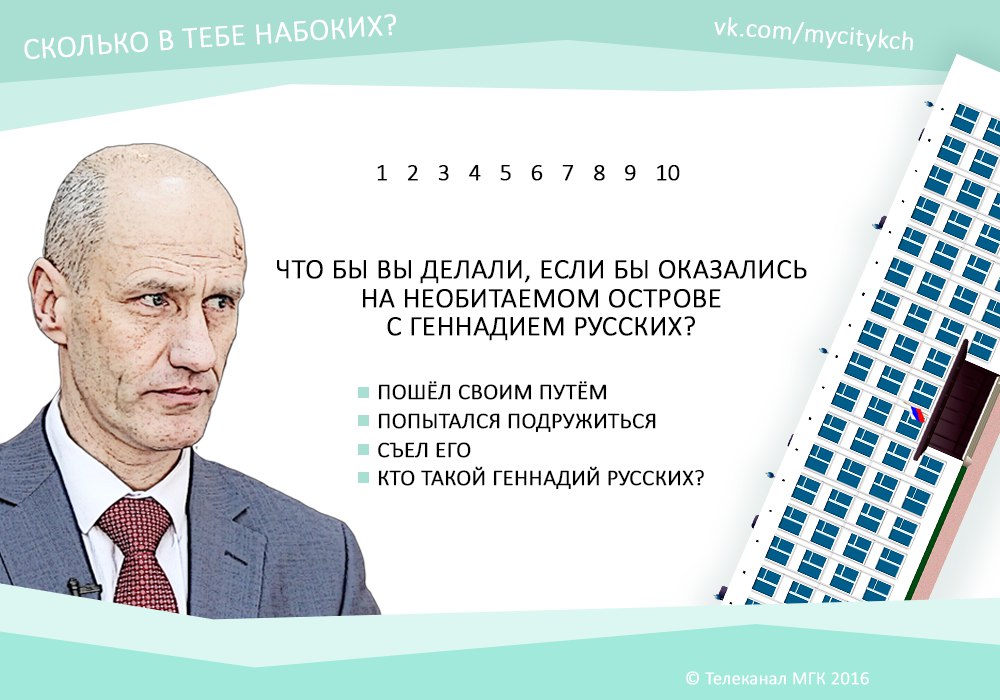 СКОЛЬКО В ТЕБЕ НАБОКИХ?
vk.com/mycitykch
1 2 3 4 5 6 7 8 9 10
ЧТО БЫ ВЫ ДЕЛАЛИ, ЕСЛИ БЫ ОКАЗАЛИСЬ
НА НЕОБИТАЕМОМ ОСТРОВЕ
С ГЕННАДИЕМ РУССКИХ?
ПОШЁЛ СВОИМ ПУТЁМ
ПОПЫТАЛСЯ ПОДРУЖИТЬСЯ
СЪЕЛ ЕГО
КТО ТАКОЙ ГЕННАДИЙ РУССКИХ?
© Телеканал МГК 2016